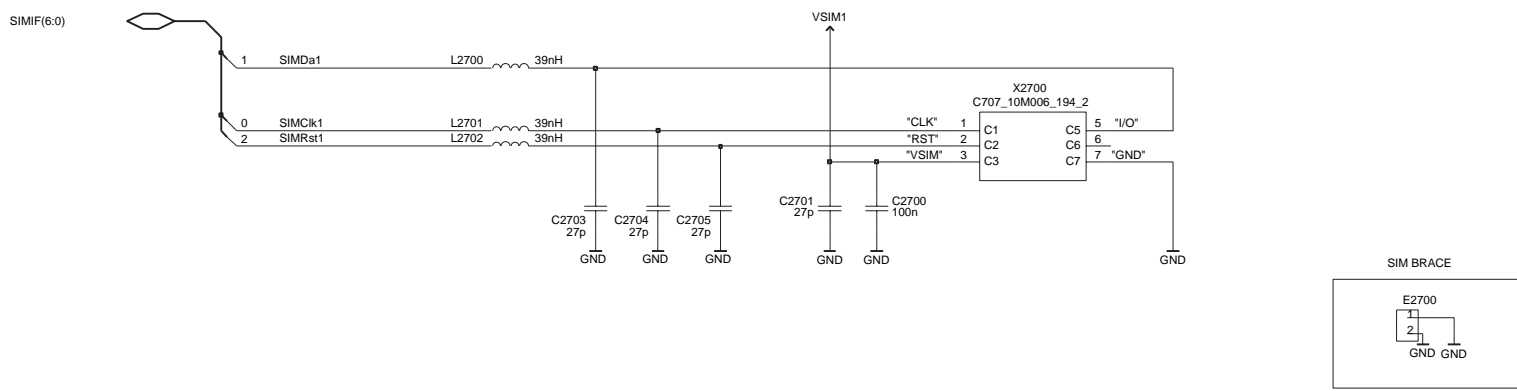 SIMIF(6:0)
VSIM1
1 SIMDa1 L2700 39nH
X2700
C707_10M006_194_2
0 SIMClk1 L2701 39nH "CLK" 1 C1 C5 5 "I/O"
2 SIMRst1 L2702 39nH "RST" 2 C2 C6 6
"VSIM" 3 C3 C7 7 "GND"
C2703
27p
C2704
27p
C2705
27p
C2701
27p
C2700
100n
GND GND GND GND GND GND
SIM BRACE
E2700
1
2
GND GND